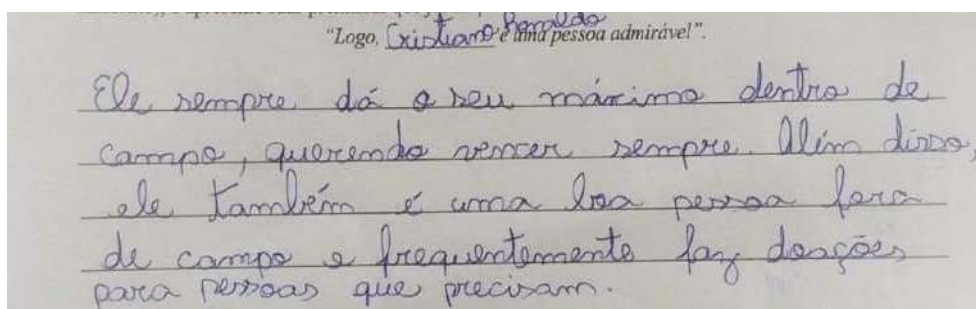 "Logo, Cristiano Ronaldo é uma pessoa admirável".
Ele sempre dá o seu máximo dentro de
campo, querendo vencer sempre. Além disso,
ele também é uma boa pessoa fora
de campo e frequentemente faz doações
para pessoas que precisam.